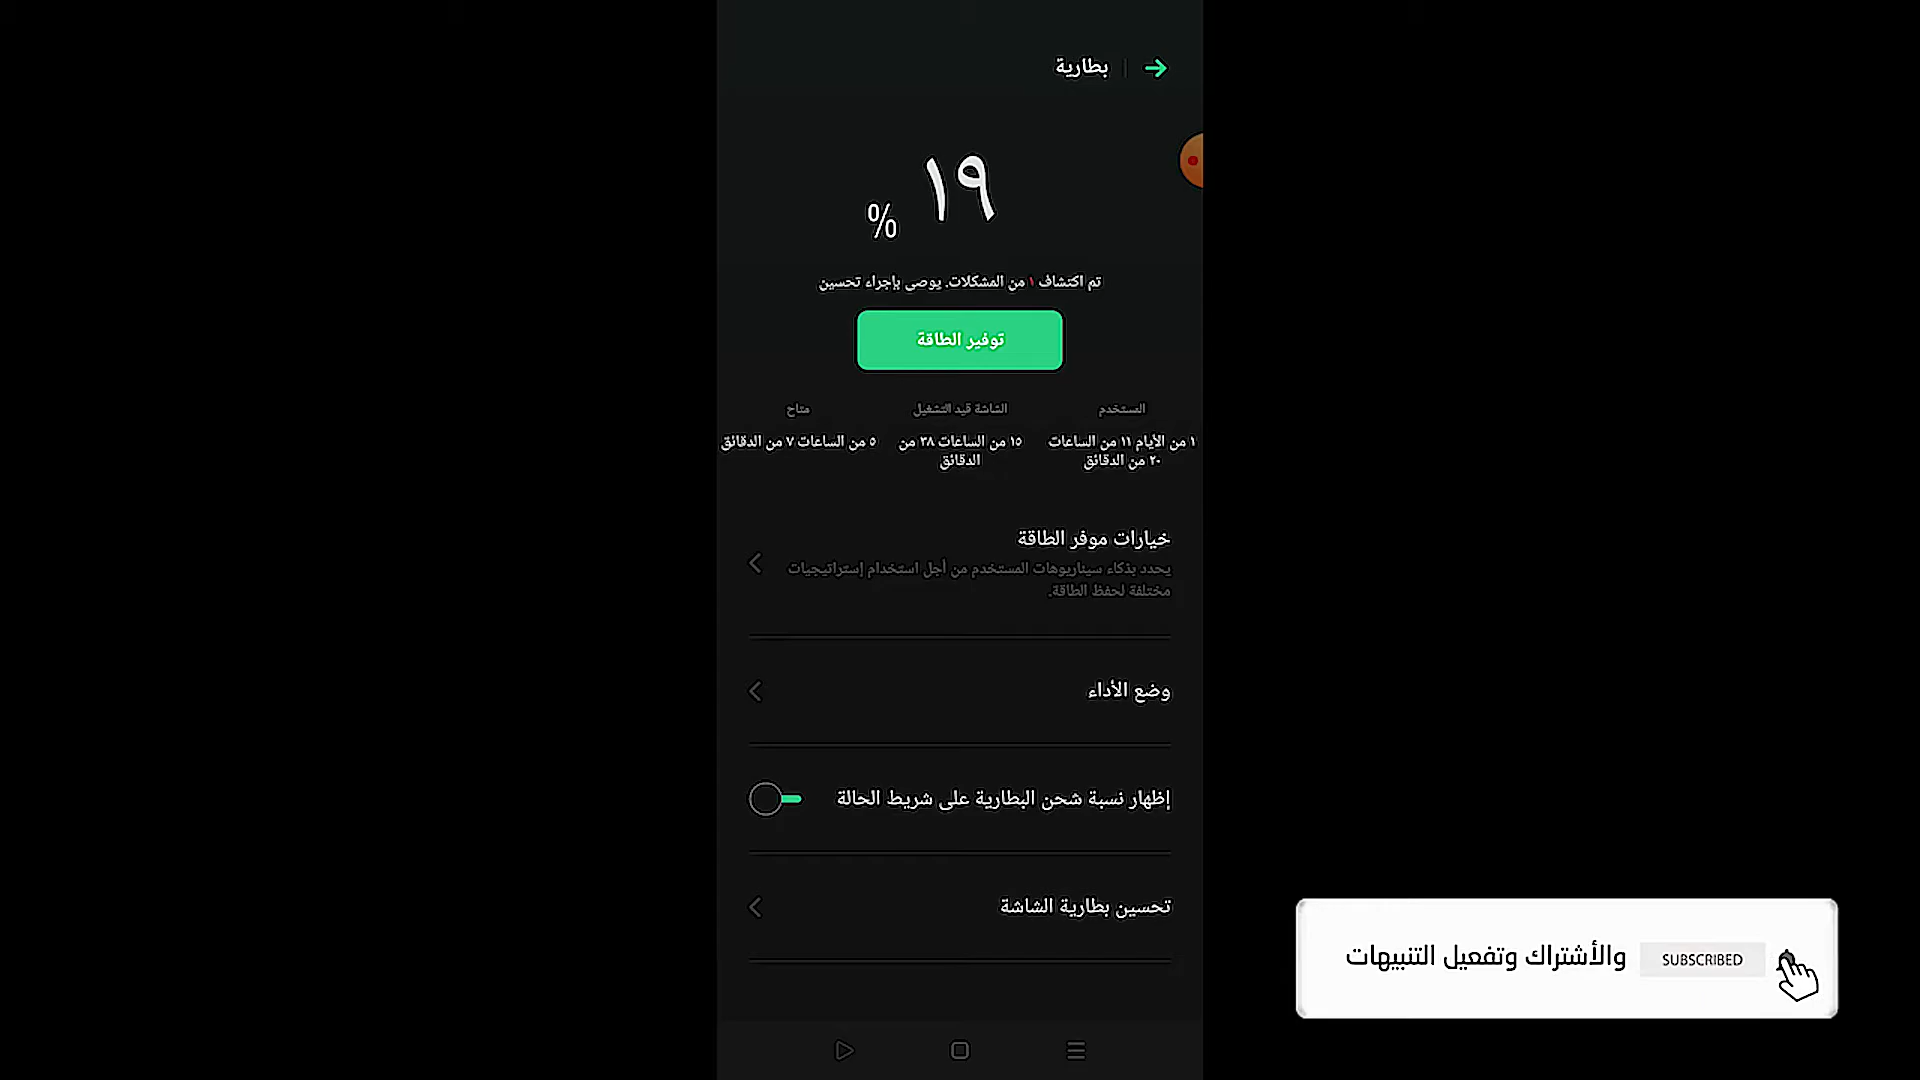 بطارية
١٩ %
تم اكتشاف ١ من المشكلات. يوصى بإجراء تحسين
توفير الطاقة
المستخدم
١ من الأيام ١١ من الساعات
٢٠ من الدقائق
الشاشة قيد التشغيل
١٥ من الساعات ٣٨ من
الدقائق
متاح
٥ من الساعات ٧ من الدقائق
خيارات موفر الطاقة
يحدد بذكاء سيناريوهات المستخدم من أجل استخدام إستراتيجيات
مختلفة لحفظ الطاقة.
وضع الأداء
إظهار نسبة شحن البطارية على شريط الحالة
تحسين بطارية الشاشة
والأشتراك وتفعيل التنبيهات
SUBSCRIBED